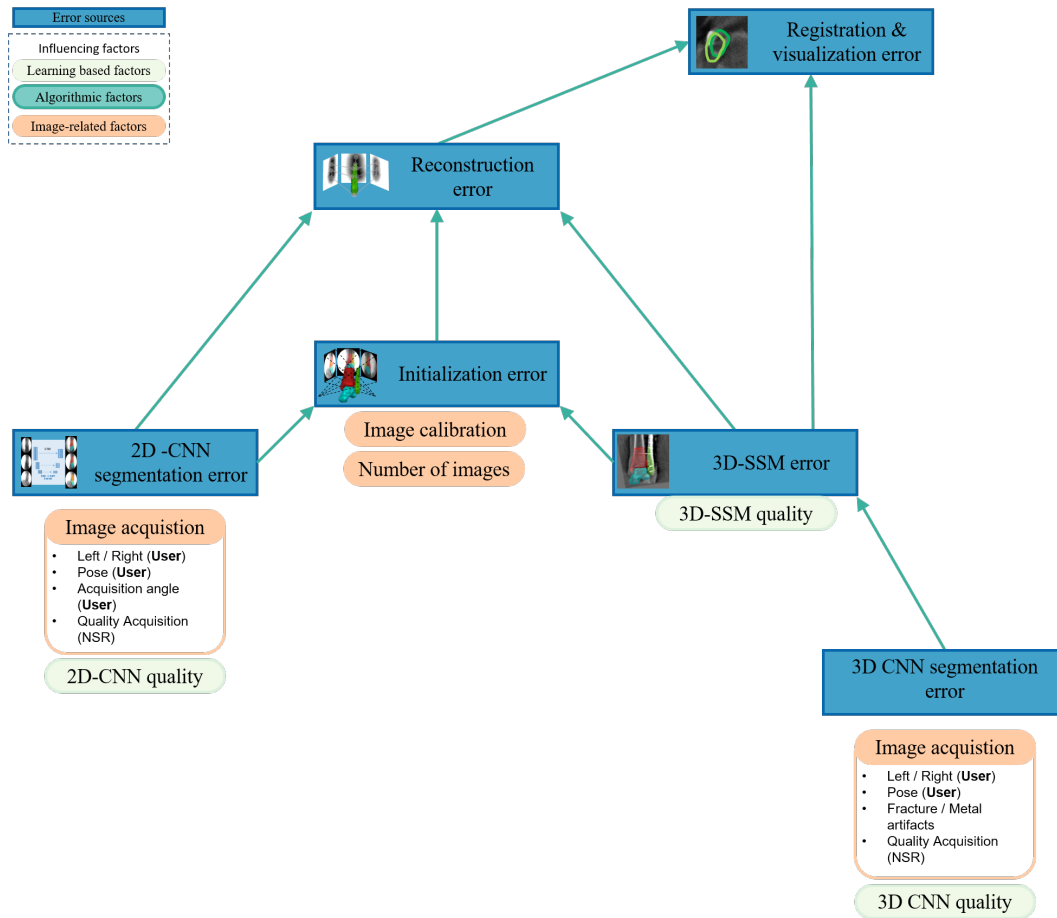 Error sources
Influencing factors
Learning based factors
Algorithmic factors
Image-related factors
Registration &
visualization error
Reconstruction
error
Initialization error
Image calibration
Number of images
2D -CNN
segmentation error
3D-SSM error
3D-SSM quality
Image acquistion
• Left / Right (User)
• Pose (User)
• Acquisition angle
(User)
• Quality Acquisition
(NSR)
2D-CNN quality
3D CNN segmentation
error
Image acquistion
• Left / Right (User)
• Pose (User)
• Fracture / Metal
artifacts
• Quality Acquisition
(NSR)
3D CNN quality